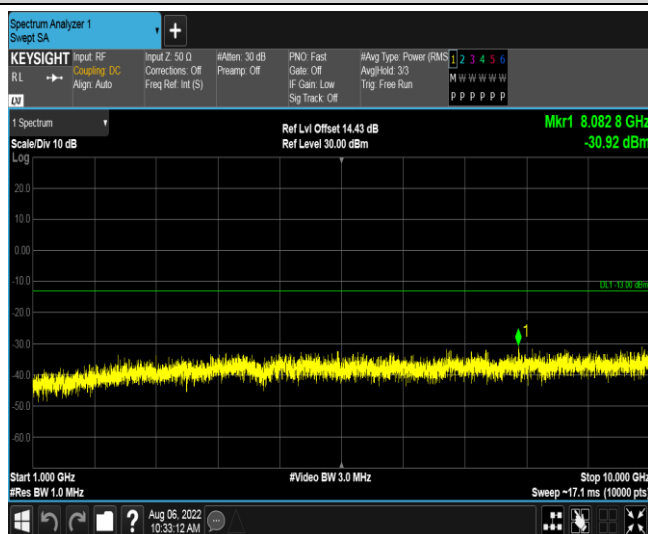 Spectrum Analyzer 1
Swept SA
+
KEYSIGHT
RL
LXI
Input: RF
Coupling: DC
Align: Auto
Input Z: 50 Ω
Corrections: Off
Freq Ref: Int (S)
#Atten: 30 dB
Preamp: Off
PNO: Fast
Gate: Off
IF Gain: Low
Sig Track: Off
#Avg Type: Power (RMS
Avg|Hold: 3/3
Trig: Free Run
1 2 3 4 5 6
M W W W W W
P P P P P P
1 Spectrum
Scale/Div 10 dB
Log
Ref Lvl Offset 14.43 dB
Ref Level 30.00 dBm
Mkr1 8.082 8 GHz
-30.92 dBm
20.0
10.0
0.00
-10.0
DL1 -13.00 dBm
-20.0
-30.0
1
-40.0
-50.0
-60.0
Start 1.000 GHz
#Res BW 1.0 MHz
#Video BW 3.0 MHz
Stop 10.000 GHz
Sweep ~17.1 ms (10000 pts)
?
Aug 06, 2022
10:33:12 AM